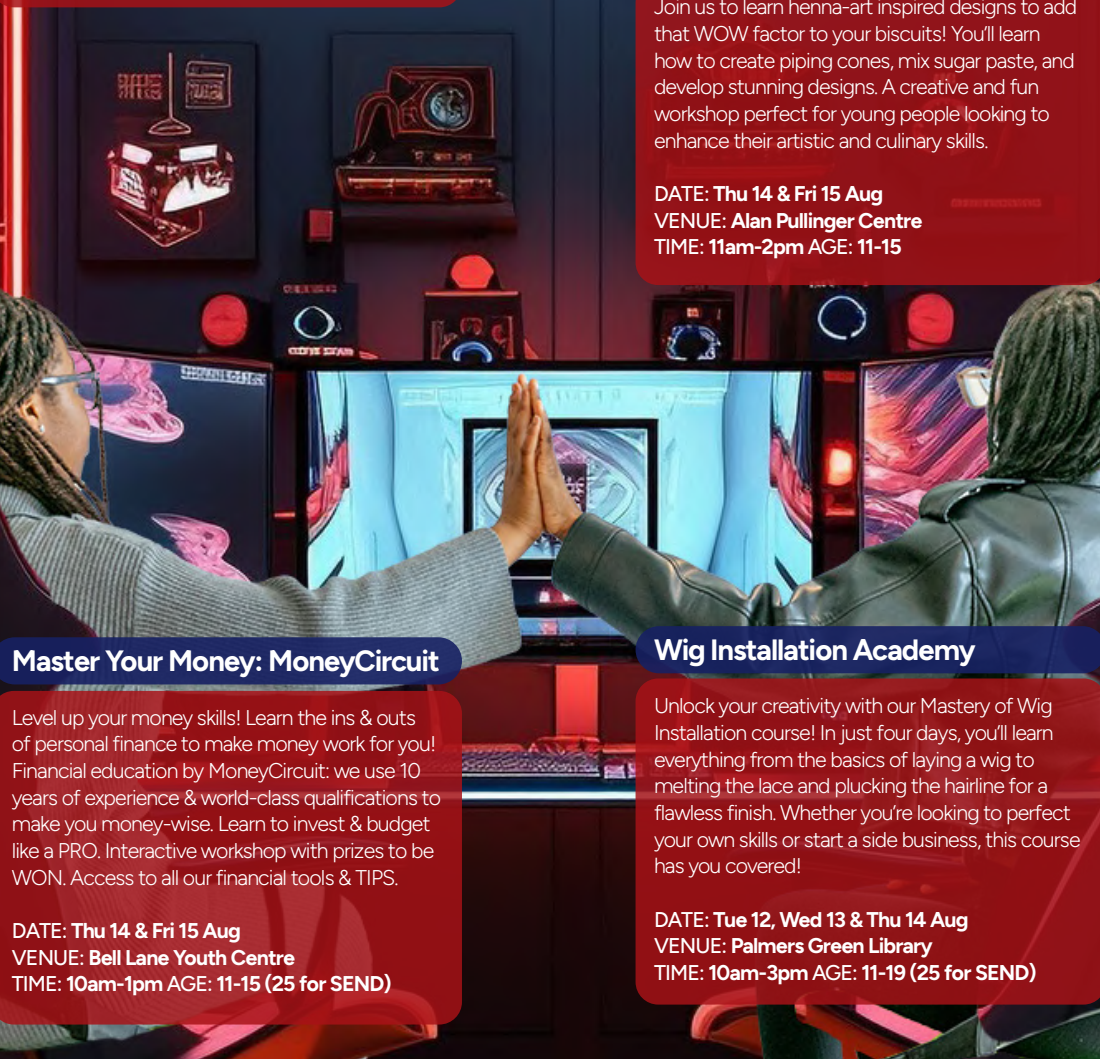 Join us to learn henna-art inspired designs to add
that WOW factor to your biscuits! You'll learn
how to create piping cones, mix sugar paste, and
develop stunning designs. A creative and fun
workshop perfect for young people looking to
enhance their artistic and culinary skills.
DATE: Thu 14 & Fri 15 Aug
VENUE: Alan Pullinger Centre
TIME: 11am-2pm AGE: 11-15
Master Your Money: MoneyCircuit
Level up your money skills! Learn the ins & outs
of personal finance to make money work for you!
Financial education by MoneyCircuit: we use 10
years of experience & world-class qualifications to
make you money-wise. Learn to invest & budget
like a PRO. Interactive workshop with prizes to be
WON. Access to all our financial tools & TIPS.
DATE: Thu 14 & Fri 15 Aug
VENUE: Bell Lane Youth Centre
TIME: 10am-1pm AGE: 11-15 (25 for SEND)
Wig Installation Academy
Unlock your creativity with our Mastery of Wig
Installation course! In just four days, you'll learn
everything from the basics of laying a wig to
melting the lace and plucking the hairline for a
flawless finish. Whether you're looking to perfect
your own skills or start a side business, this course
has you covered!
DATE: Tue 12, Wed 13 & Thu 14 Aug
VENUE: Palmers Green Library
TIME: 10am-3pm AGE: 11-19 (25 for SEND)